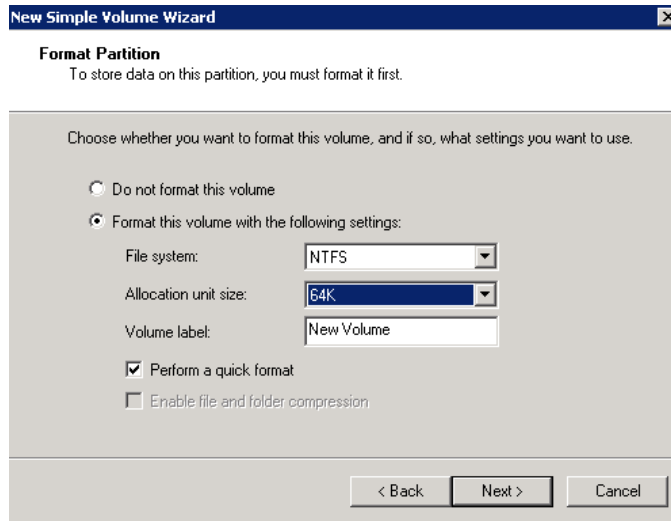 New Simple Volume Wizard
Format Partition
To store data on this partition, you must format it first.
Choose whether you want to format this volume, and if so, what settings you want to use.
Do not format this volume
Format this volume with the following settings:
File system: NTFS
Allocation unit size: 64K
Volume label: New Volume
Perform a quick format
Enable file and folder compression
< Back Next > Cancel